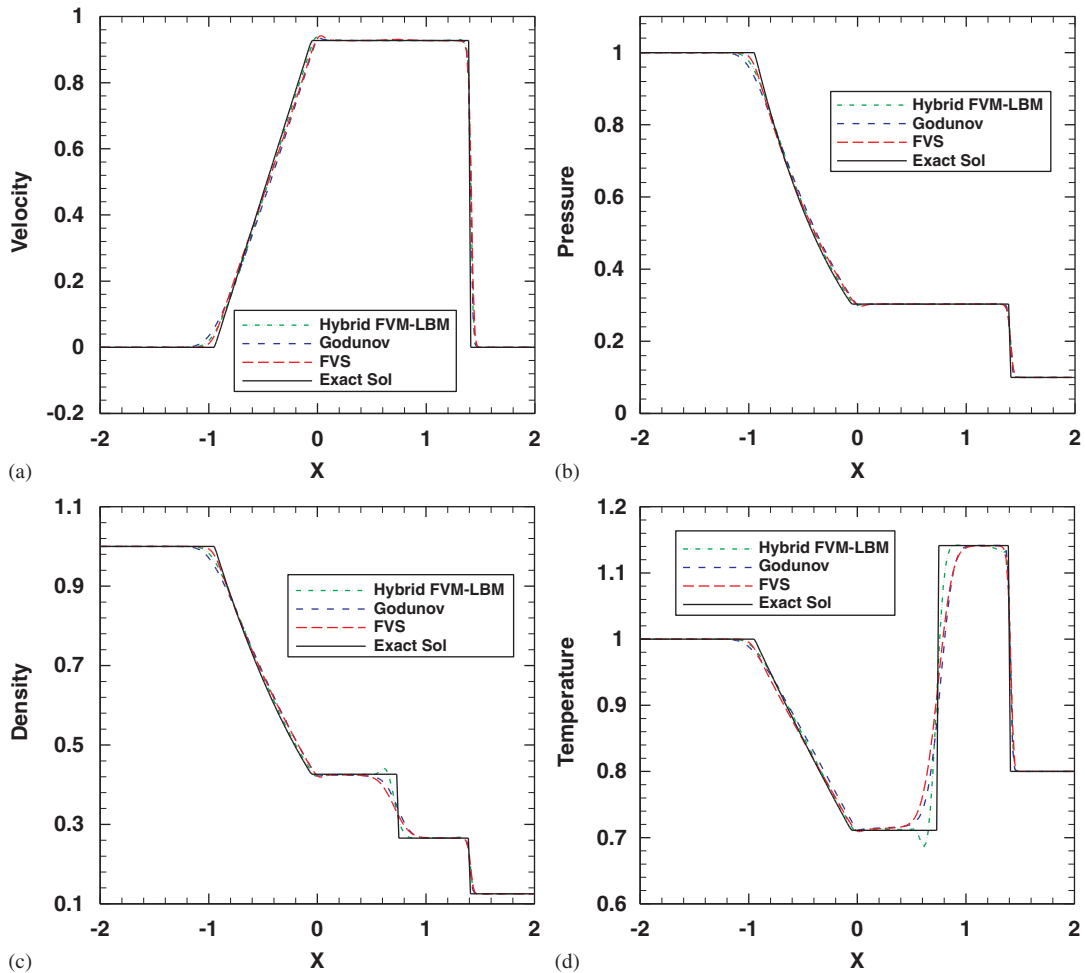 1
0.8
0.6
0.4
0.2
0
-0.2
Velocity
Hybrid FVM-LBM
Godunov
FVS
Exact Sol
-2 -1 0 1 2
X
(a)
1
0.8
0.6
0.4
0.2
0
Pressure
Hybrid FVM-LBM
Godunov
FVS
Exact Sol
-2 -1 0 1 2
X
(b)
1.1
0.9
0.7
0.5
0.3
0.1
Density
Hybrid FVM-LBM
Godunov
FVS
Exact Sol
-2 -1 0 1 2
X
(c)
1.2
1.1
1
0.9
0.8
0.7
0.6
Temperature
Hybrid FVM-LBM
Godunov
FVS
Exact Sol
-2 -1 0 1 2
X
(d)